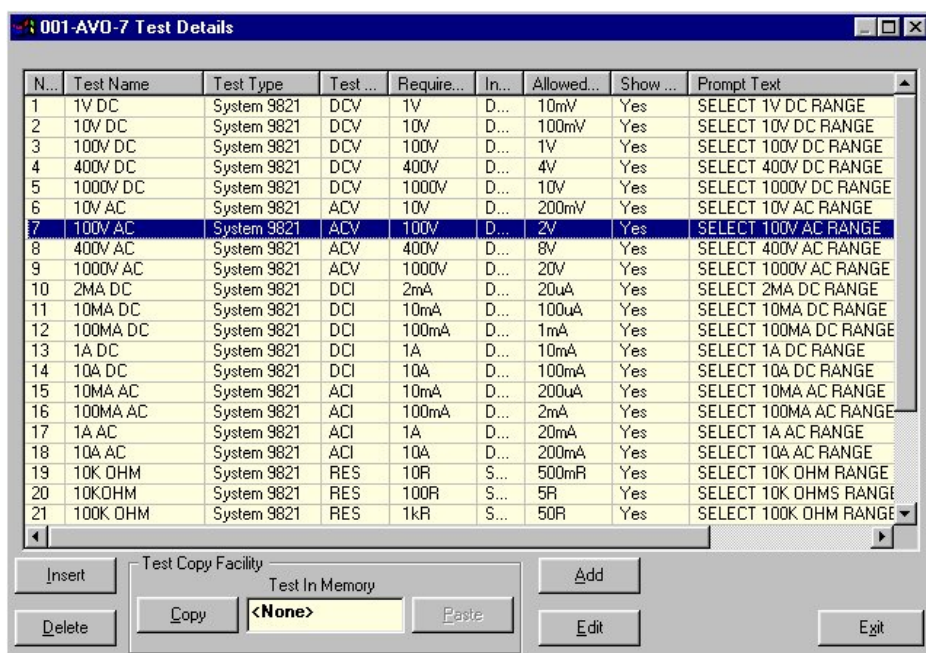 001-AVO-7 Test Details
N... Test Name Test Type Test ... Require... In... Allowed... Show ... Prompt Text
1 1V DC System 9821 DCV 1V D... 10mV Yes SELECT 1V DC RANGE
2 10V DC System 9821 DCV 10V D... 100mV Yes SELECT 10V DC RANGE
3 100V DC System 9821 DCV 100V D... 1V Yes SELECT 100V DC RANGE
4 400V DC System 9821 DCV 400V D... 4V Yes SELECT 400V DC RANGE
5 1000V DC System 9821 DCV 1000V D... 10V Yes SELECT 1000V DC RANGE
6 10V AC System 9821 ACV 10V D... 200mV Yes SELECT 10V AC RANGE
7 100V AC System 9821 ACV 100V D... 2V Yes SELECT 100V AC RANGE
8 400V AC System 9821 ACV 400V D... 8V Yes SELECT 400V AC RANGE
9 1000V AC System 9821 ACV 1000V D... 20V Yes SELECT 1000V AC RANGE
10 2MA DC System 9821 DCI 2mA D... 20uA Yes SELECT 2MA DC RANGE
11 10MA DC System 9821 DCI 10mA D... 100uA Yes SELECT 10MA DC RANGE
12 100MA DC System 9821 DCI 100mA D... 1mA Yes SELECT 100MA DC RANGE
13 1A DC System 9821 DCI 1A D... 10mA Yes SELECT 1A DC RANGE
14 10A DC System 9821 DCI 10A D... 100mA Yes SELECT 10A DC RANGE
15 10MA AC System 9821 ACI 10mA D... 200uA Yes SELECT 10MA AC RANGE
16 100MA AC System 9821 ACI 100mA D... 2mA Yes SELECT 100MA AC RANGE
17 1A AC System 9821 ACI 1A D... 20mA Yes SELECT 1A AC RANGE
18 10A AC System 9821 ACI 10A D... 200mA Yes SELECT 10A AC RANGE
19 10K OHM System 9821 RES 10R S... 500mR Yes SELECT 10K OHM RANGE
20 10KOHM System 9821 RES 100R S... 5R Yes SELECT 10K OHMS RANGE
21 100K OHM System 9821 RES 1kR S... 50R Yes SELECT 100K OHM RANGE
Insert
Test Copy Facility
Test In Memory
Add
Delete
Copy
<None>
Paste
Edit
Exit